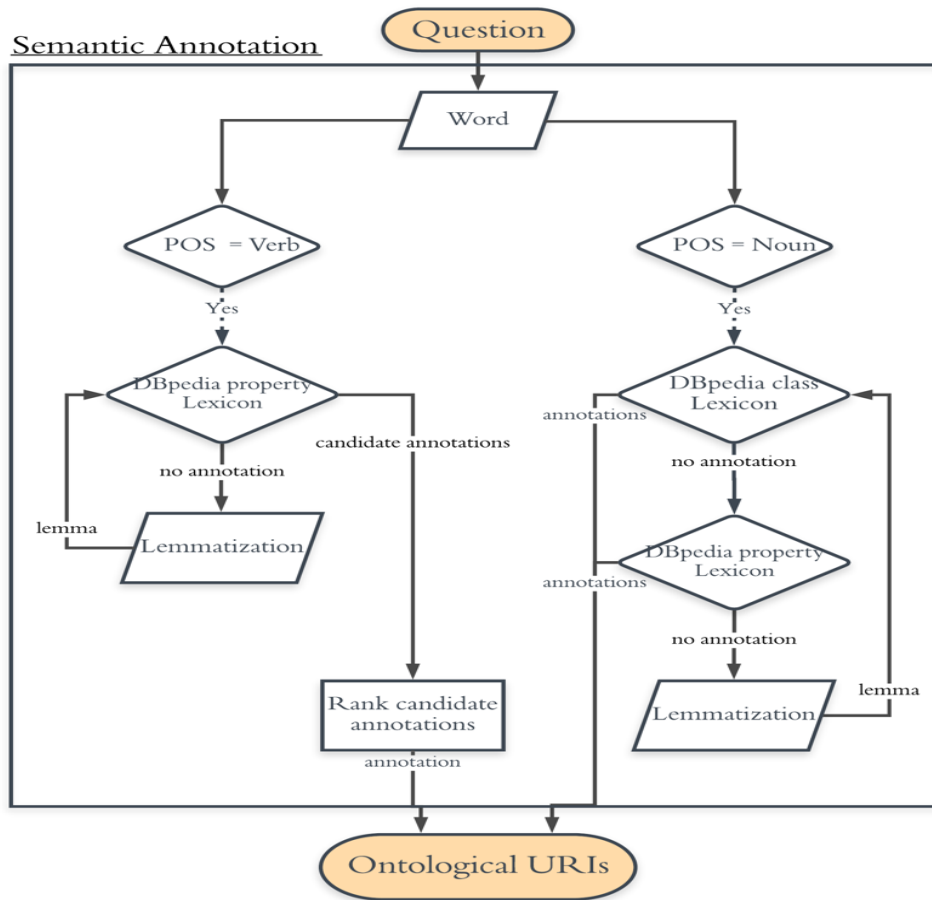 Question
Semantic Annotation
Word
POS = Verb
POS = Noun
Yes
Yes
DBpedia property
Lexicon
DBpedia class
Lexicon
annotations
candidate annotations
no annotation
no annotation
lemma
Lemmatization
DBpedia property
Lexicon
annotations
no annotation
lemma
Rank candidate
annotations
Lemmatization
annotation
Ontological URIs